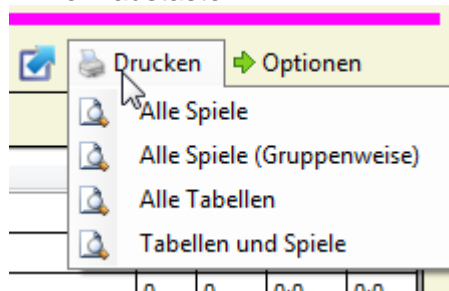 Drucken Optionen
Alle Spiele
Alle Spiele (Gruppenweise)
Alle Tabellen
Tabellen und Spiele